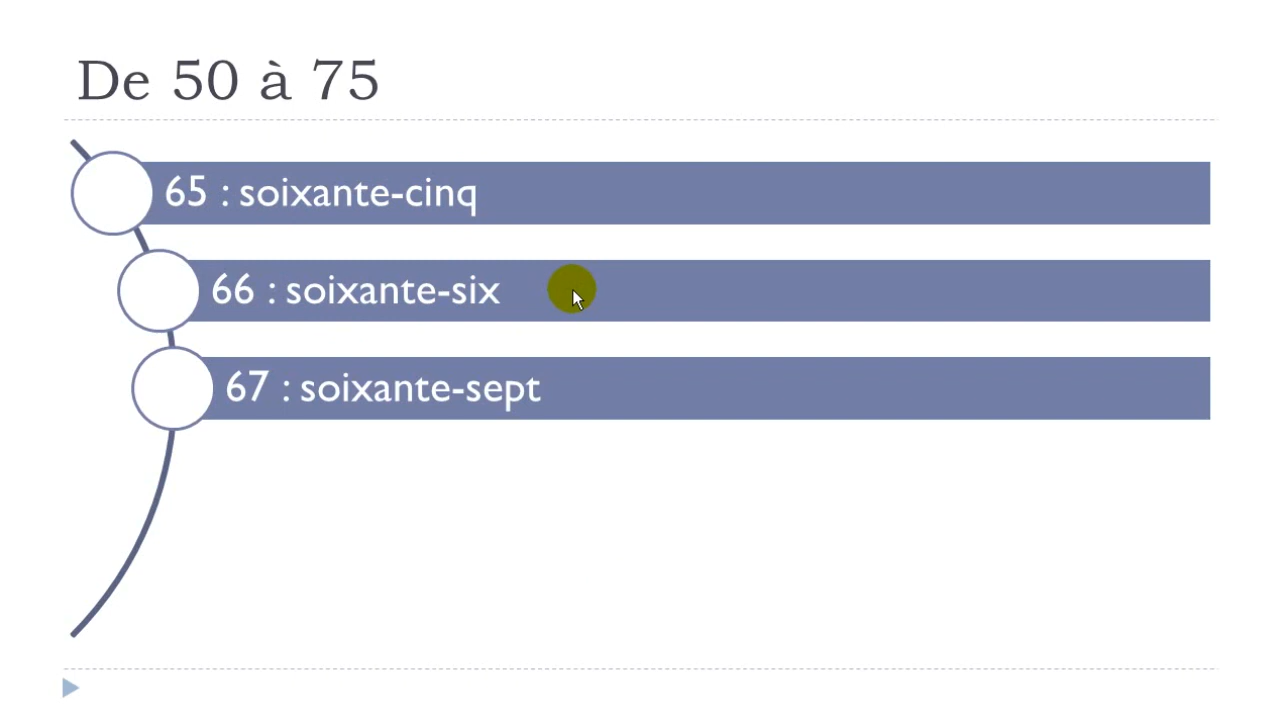 De 50 à 75
65 : soixante-cinq
66 : soixante-six
67 : soixante-sept